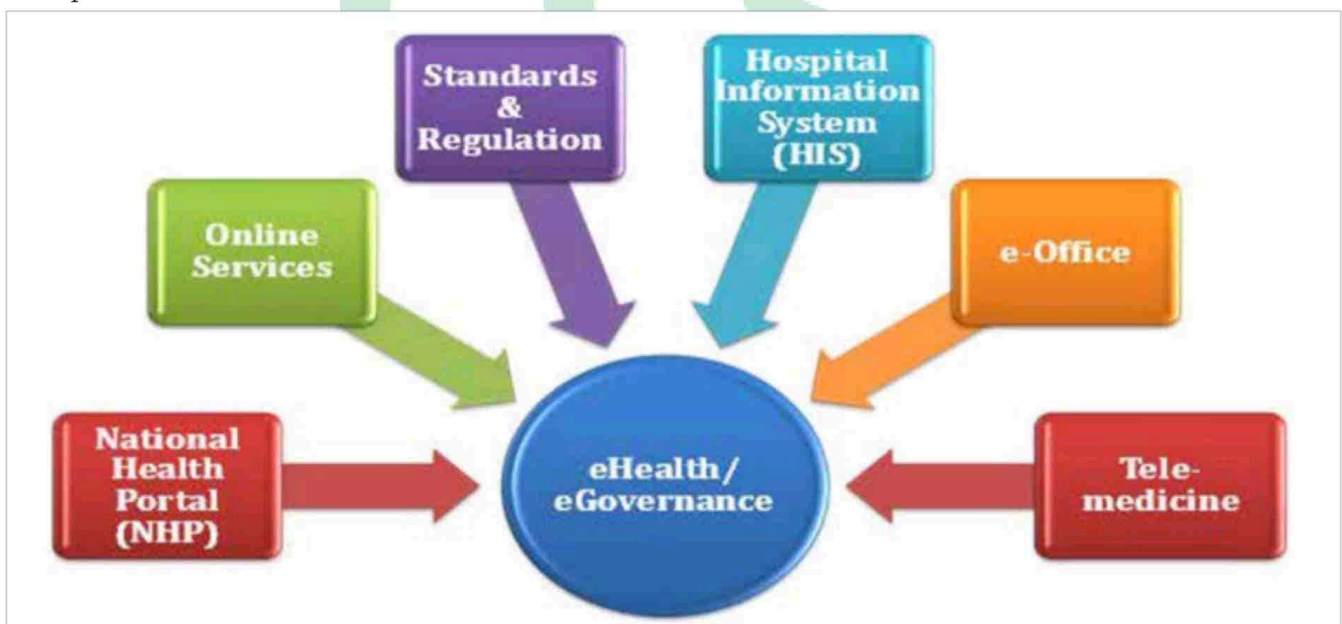 Standards
&
Regulation
Hospital
Information
System
(HIS)
Online
Services
e-Office
National
Health
Portal
(NHP)
eHealth/
eGovernance
Tele-
medicine